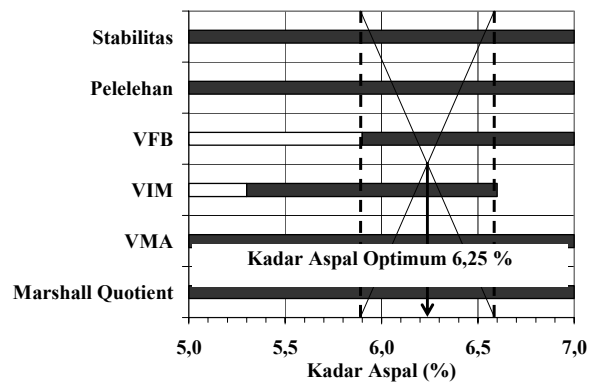 Stabilitas
Pelelehan
VFB
VIM
VMA
Kadar Aspal Optimum 6,25 %
Marshall Quotient
5,0 5,5 6,0 6,5 7,0
Kadar Aspal (%)